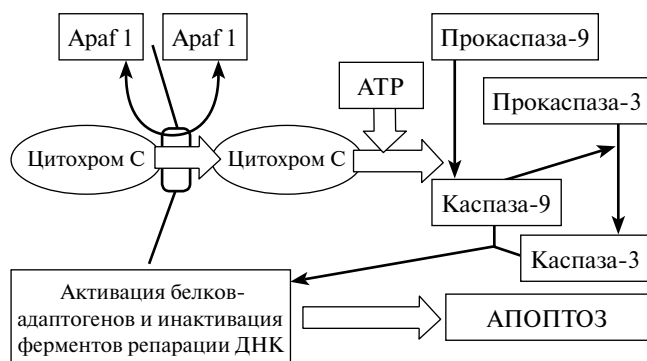 Apaf 1
Apaf 1
Прокаспаза-9
АТР
Прокаспаза-3
Цитохром С
Цитохром С
Каспаза-9
Каспаза-3
Активация белков-
адаптогенов и инактивация
ферментов репарации ДНК
АПОПТОЗ